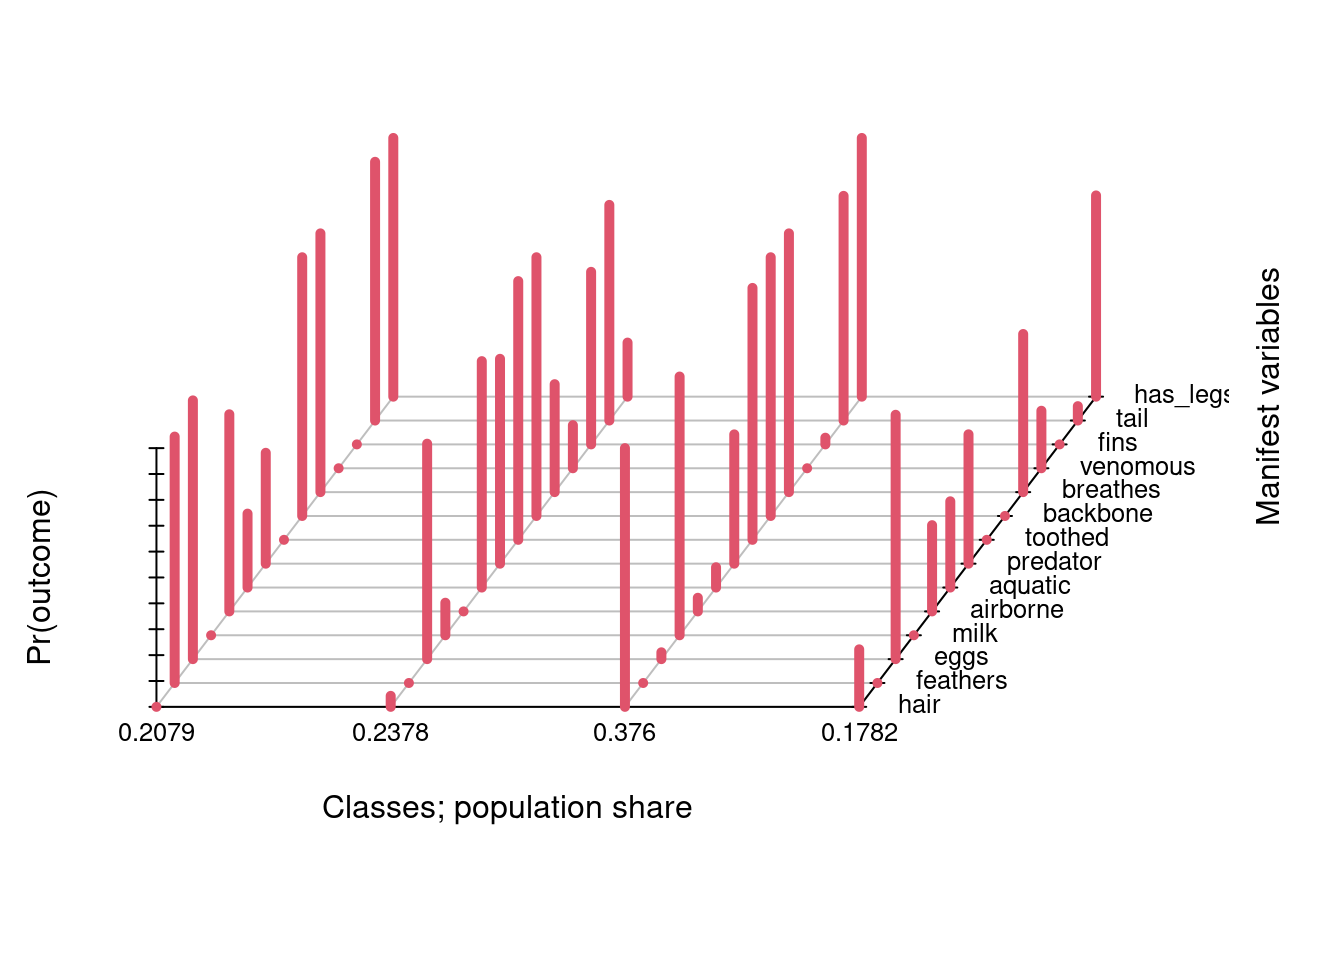 has_legs
tail
fins
venomous
breathes
backbone
toothed
predator
aquatic
airborne
milk
eggs
feathers
hair
Manifest variables
Pr(outcome)
0.2079 0.2378 0.376 0.1782
Classes; population share